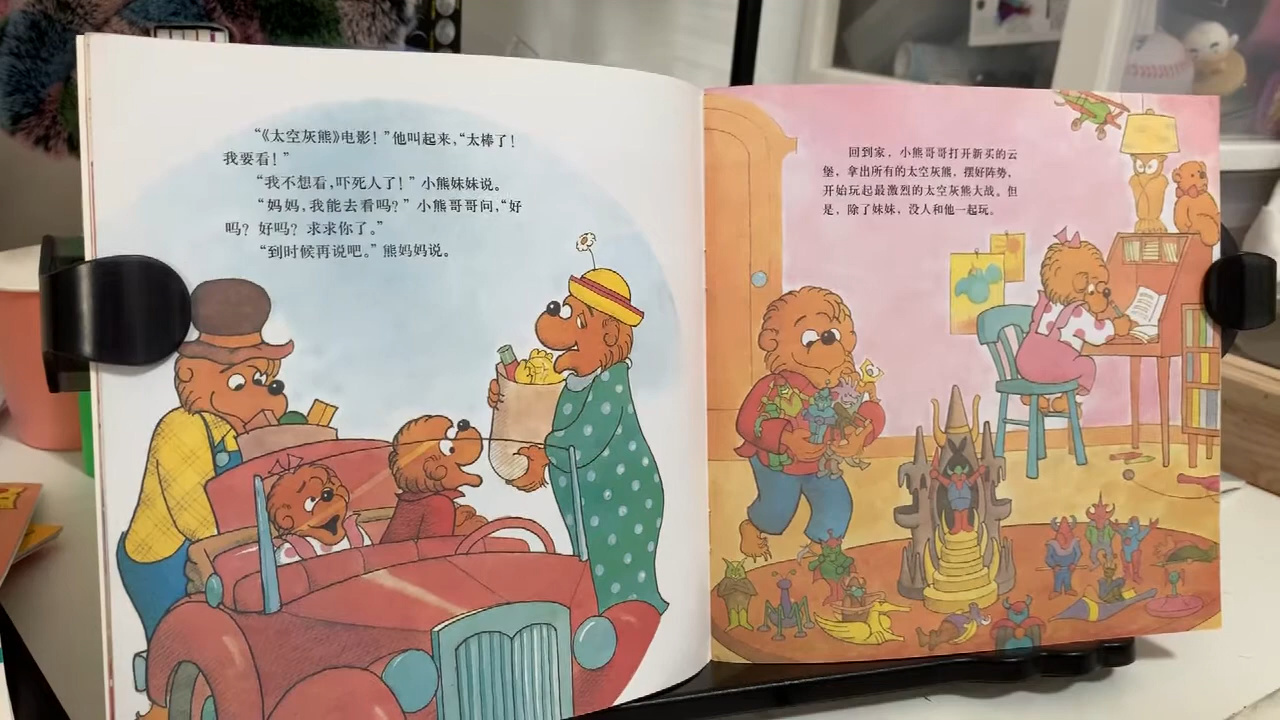 “《太空灰熊》电影！”他叫起来，“太棒了！
我要看！”
“我不想看，吓死人了！”小熊妹妹说。
“妈妈，我能去看吗？”小熊哥哥问，“好
吗？好吗？求求你了。”
“到时候再说吧。”熊妈妈说。
回到家，小熊哥哥打开新买的云
堡，拿出所有的太空灰熊，摆好阵势，
开始玩起最激烈的太空灰熊大战。但
是，除了妹妹，没人和他一起玩。